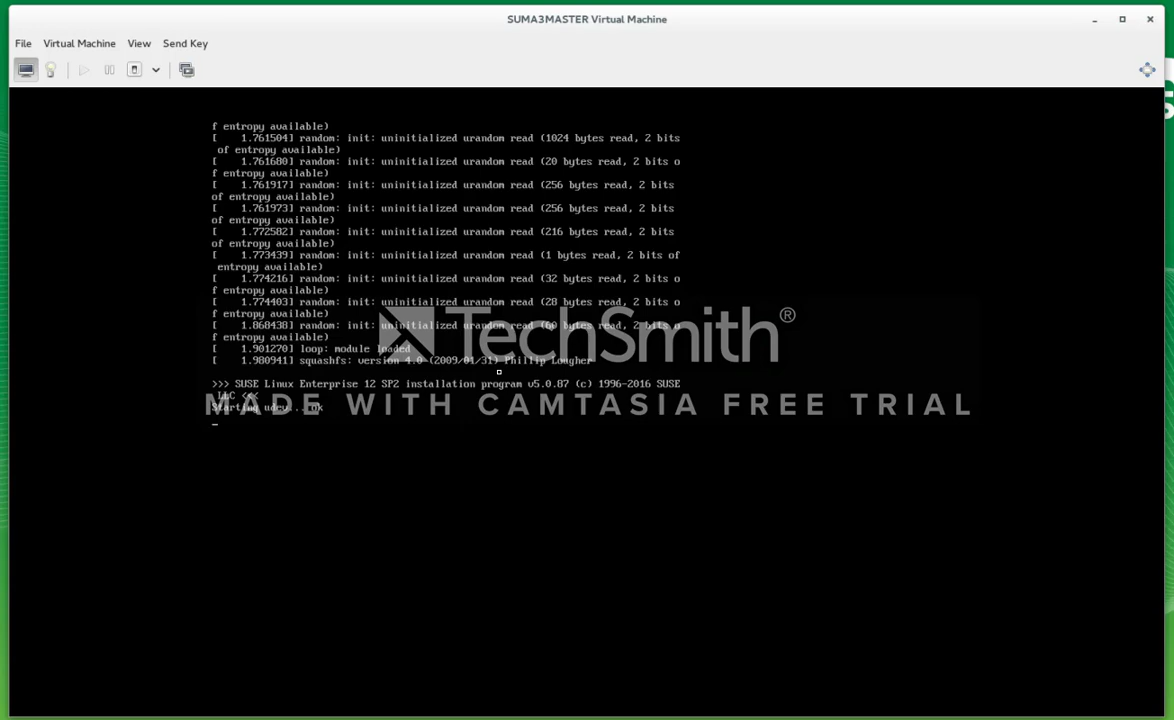 SUMA3MASTER Virtual Machine
File Virtual Machine View Send Key
f entropy available)
[    1.761504] random: init: uninitialized urandom read (1024 bytes read, 2 bits
 of entropy available)
[    1.761680] random: init: uninitialized urandom read (20 bytes read, 2 bits o
f entropy available)
[    1.761917] random: init: uninitialized urandom read (256 bytes read, 2 bits
of entropy available)
[    1.761973] random: init: uninitialized urandom read (256 bytes read, 2 bits
of entropy available)
[    1.772582] random: init: uninitialized urandom read (216 bytes read, 2 bits
of entropy available)
[    1.773439] random: init: uninitialized urandom read (1 bytes read, 2 bits of
 entropy available)
[    1.774216] random: init: uninitialized urandom read (32 bytes read, 2 bits o
f entropy available)
[    1.774403] random: init: uninitialized urandom read (28 bytes read, 2 bits o
f entropy available)
[    1.868438] random: init: uninitialized urandom read (60 bytes read, 2 bits o
f entropy available)
[    1.901270] loop: module loaded
[    1.980941] squashfs: version 4.0 (2009/01/31) Phillip Lougher
>>> SUSE Linux Enterprise 12 SP2 installation program v5.0.87 (c) 1996-2016 SUSE
 LLC <<<
Starting udev... ok
TechSmith®
MADE WITH CAMTASIA FREE TRIAL